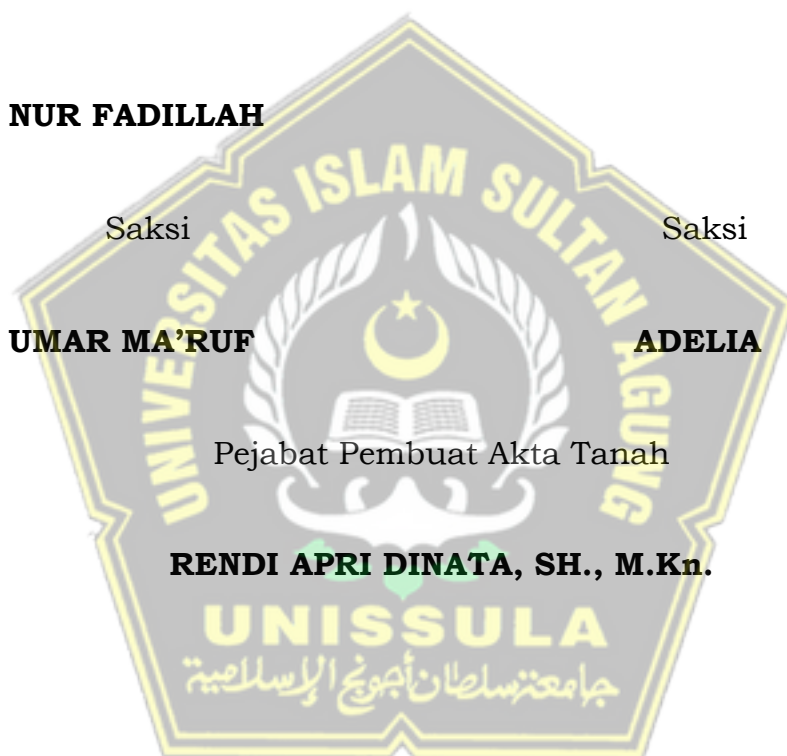 NUR FADILLAH
Saksi Saksi
UMAR MA’RUF ADELIA
Pejabat Pembuat Akta Tanah
RENDI APRI DINATA, SH., M.Kn.
UNIVERSITAS ISLAM SULTAN AGUNG
UNISSULA
جامعة سلطان أجونج الإسلامية